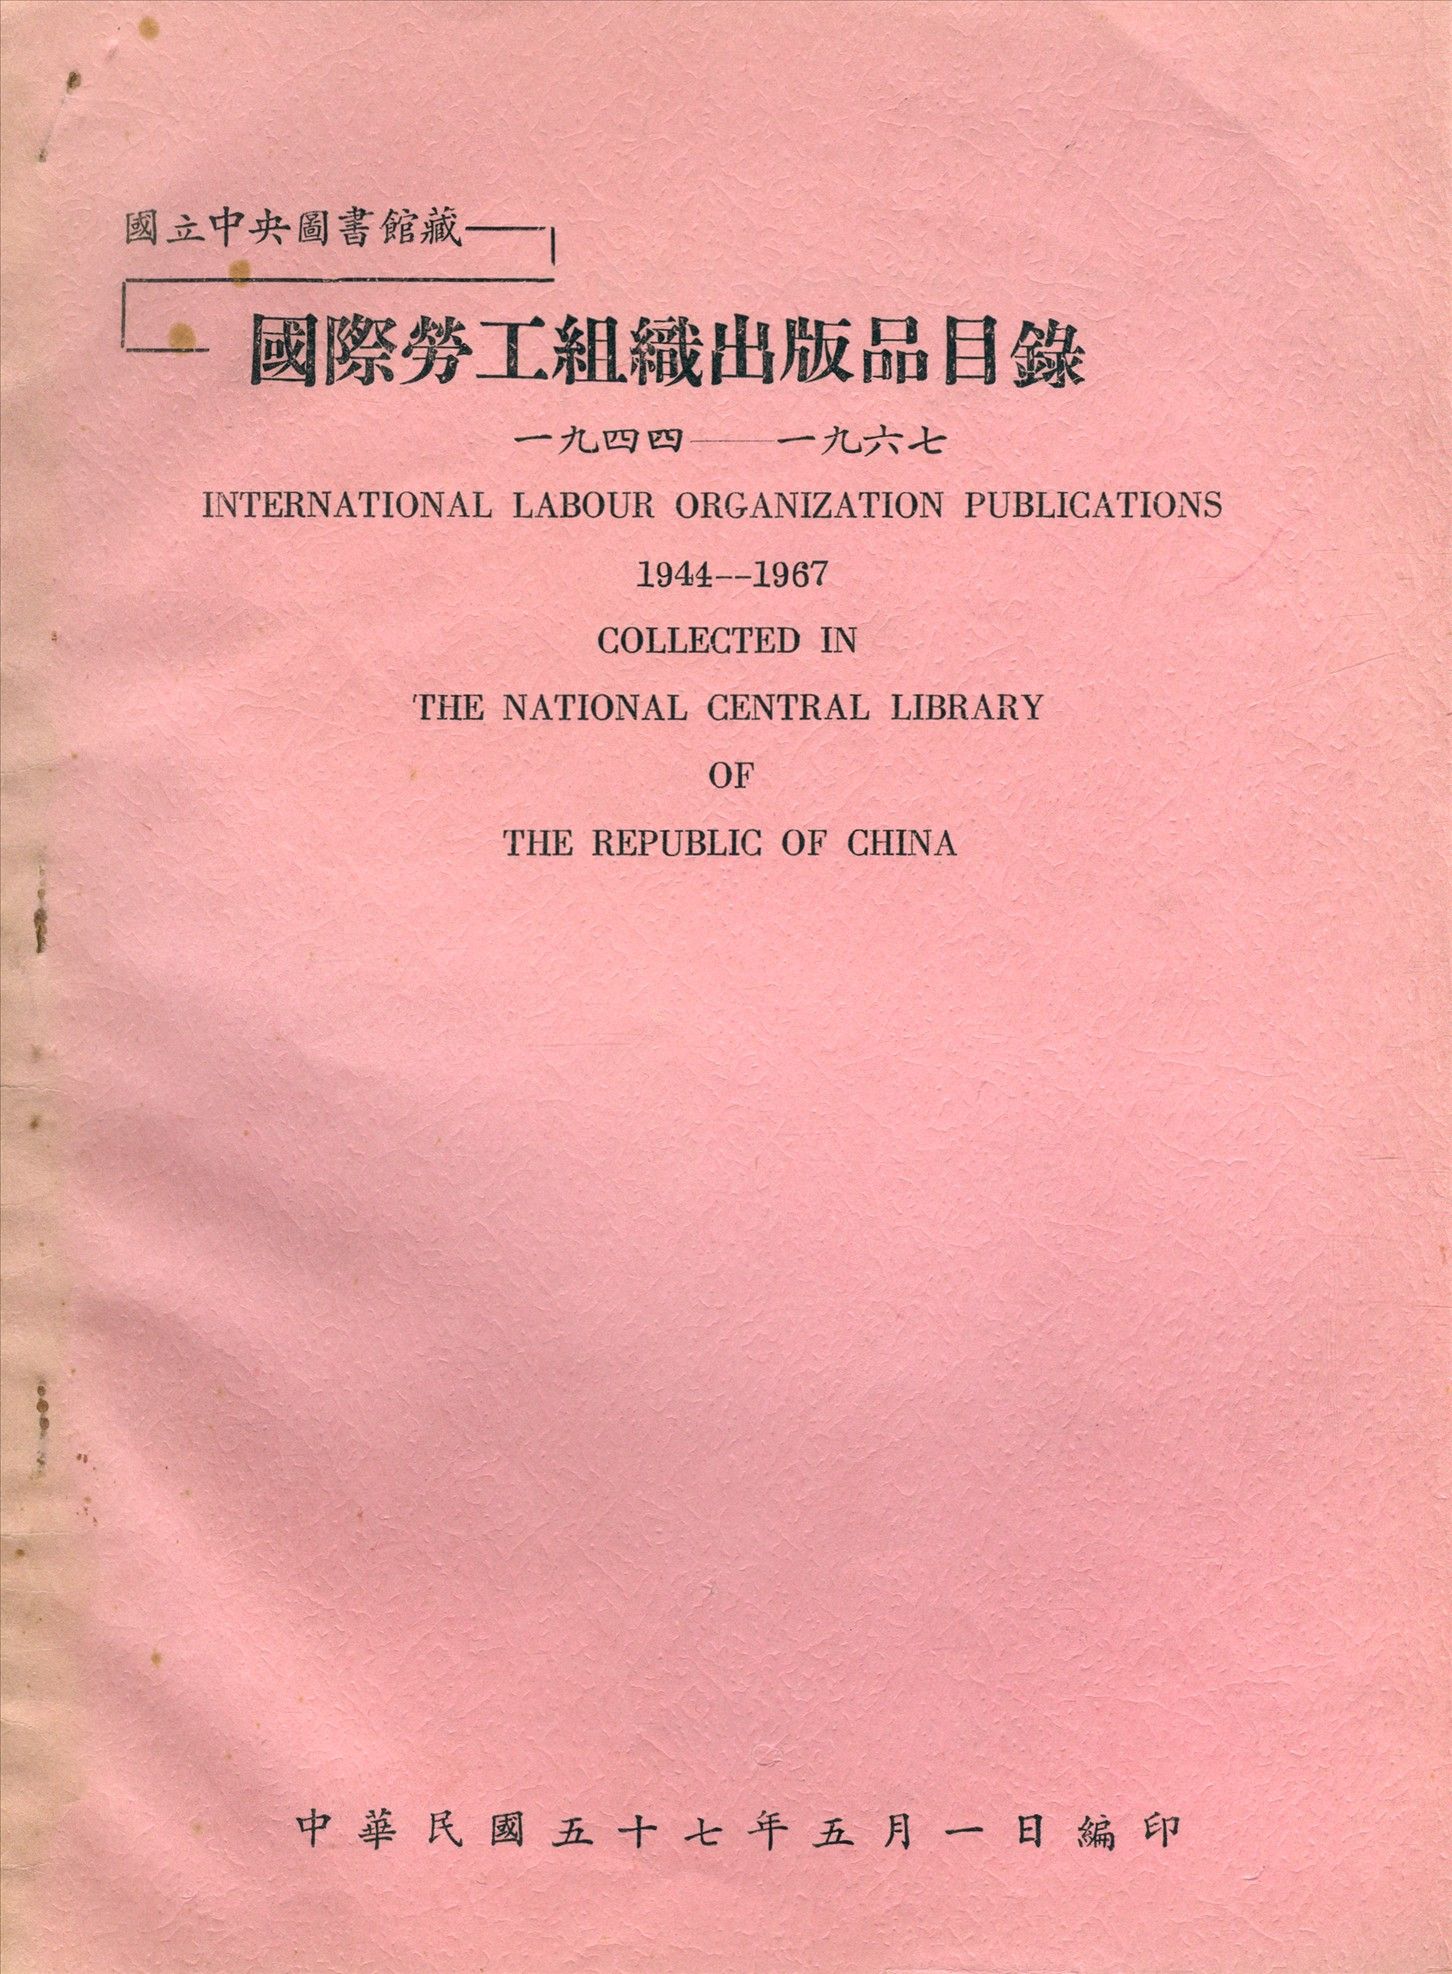 國立中央圖書館藏
國際勞工組織出版品目錄
一九四四——一九六七
INTERNATIONAL LABOUR ORGANIZATION PUBLICATIONS
1944--1967
COLLECTED IN
THE NATIONAL CENTRAL LIBRARY
OF
THE REPUBLIC OF CHINA
中華民國五十七年五月一日編印